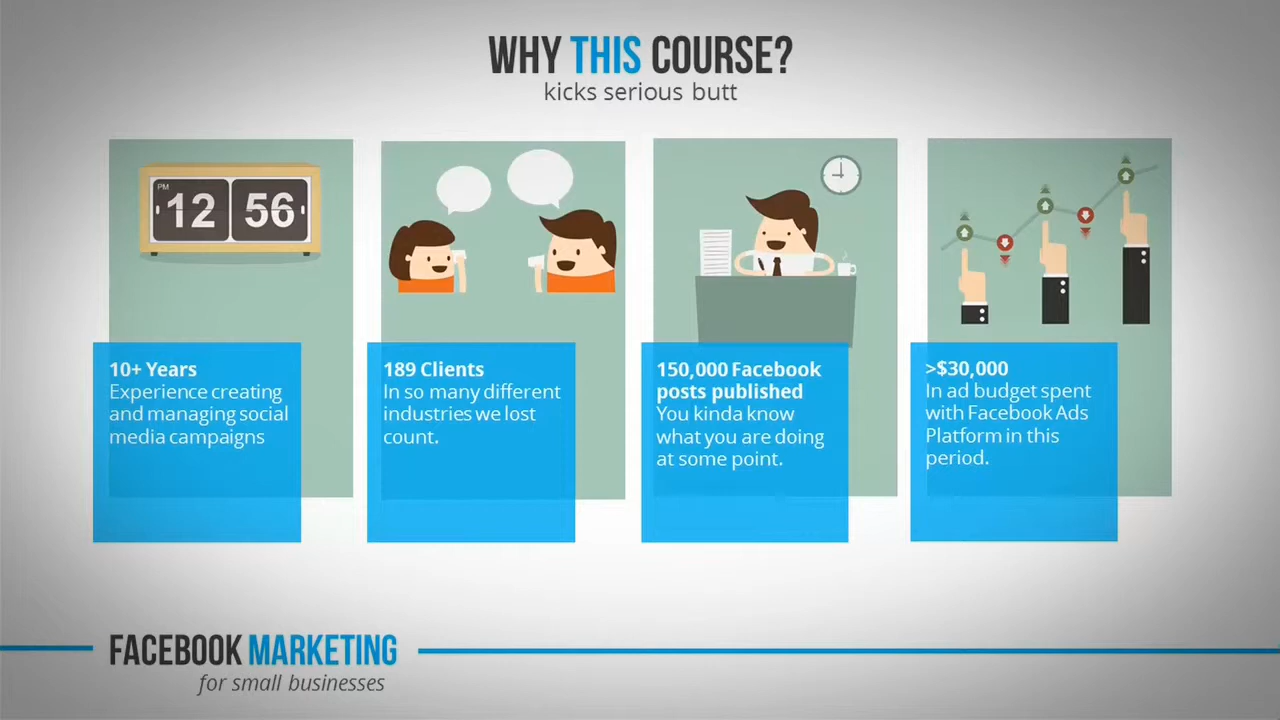 WHY THIS COURSE?
kicks serious butt
PM
12 56
10+ Years
Experience creating
and managing social
media campaigns
189 Clients
In so many different
industries we lost
count.
150,000 Facebook
posts published
You kinda know
what you are doing
at some point.
>$30,000
In ad budget spent
with Facebook Ads
Platform in this
period.
FACEBOOK MARKETING
for small businesses